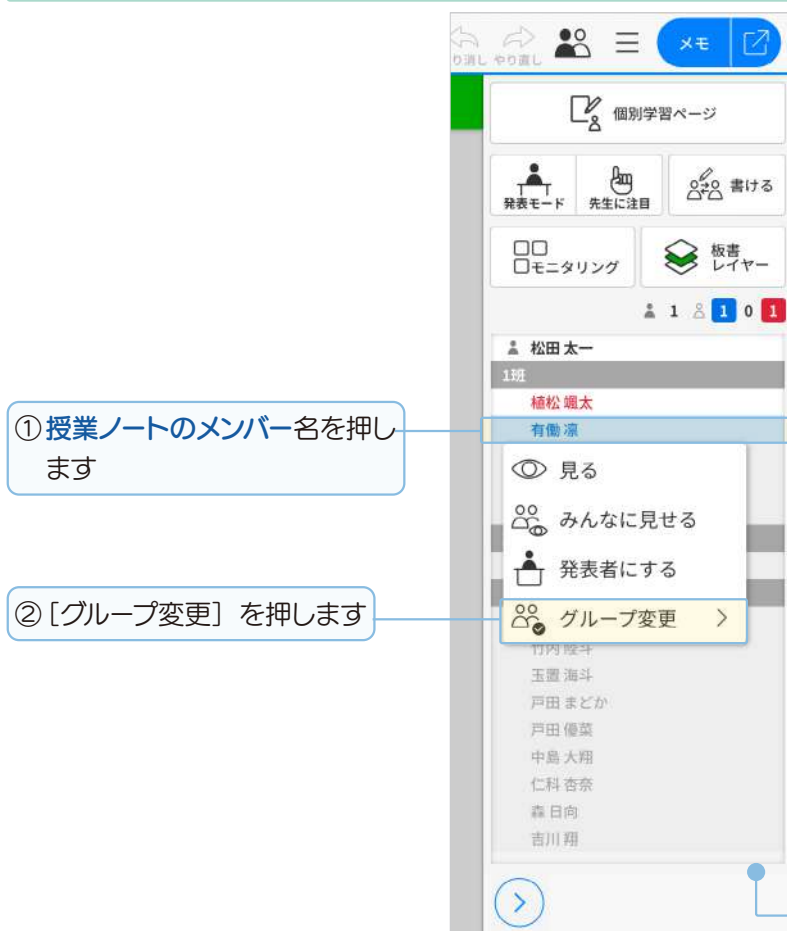 り消し やり直し
メモ
個別学習ページ
発表モード 先生に注目 書ける
モニタリング 板書
レイヤー
1 1 0 1
松田 太一
1班
植松 颯太
有働 凛
①授業ノートのメンバー名を押し
ます
見る
みんなに見せる
発表者にする
②[グループ変更] を押します
グループ変更
竹内 陵斗
玉置 海斗
戸田 まどか
戸田 優菜
中島 大翔
仁科 杏奈
森 日向
吉川 翔